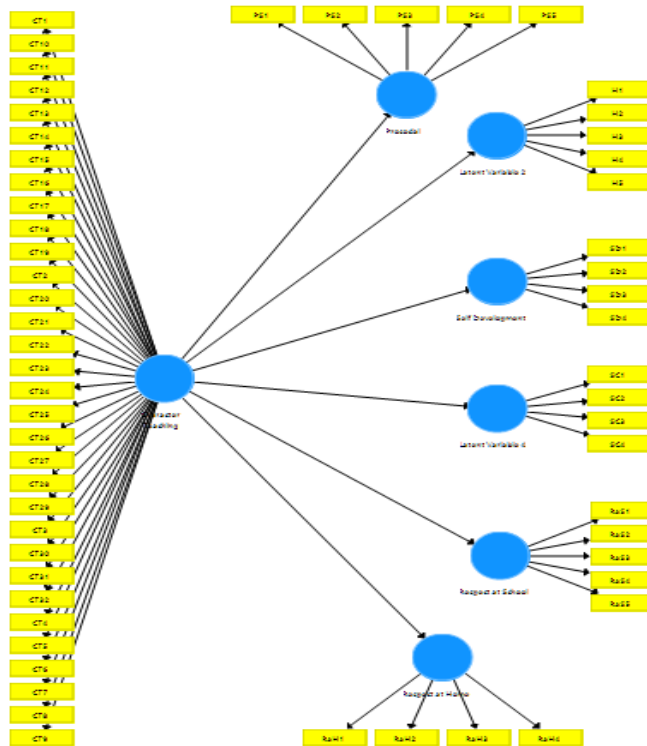 CT1
CT10
CT11
CT12
CT13
CT14
CT15
CT16
CT17
CT18
CT19
CT2
CT20
CT21
CT22
CT23
CT24
CT25
CT26
CT27
CT28
CT29
CT3
CT30
CT31
CT32
CT4
CT5
CT6
CT7
CT8
CT9
PS1 PS2 PS3 PS4 PS5
Prosocial
H1
H2
H3
H4
H5
Latent Variable 2
SD1
SD2
SD3
SD4
Self Development
Character
Teaching
SC1
SC2
SC3
SC4
Latent Variable 4
RaS1
RaS2
RaS3
RaS4
RaS5
Respect at School
Respect at Home
RaH1 RaH2 RaH3 RaH4